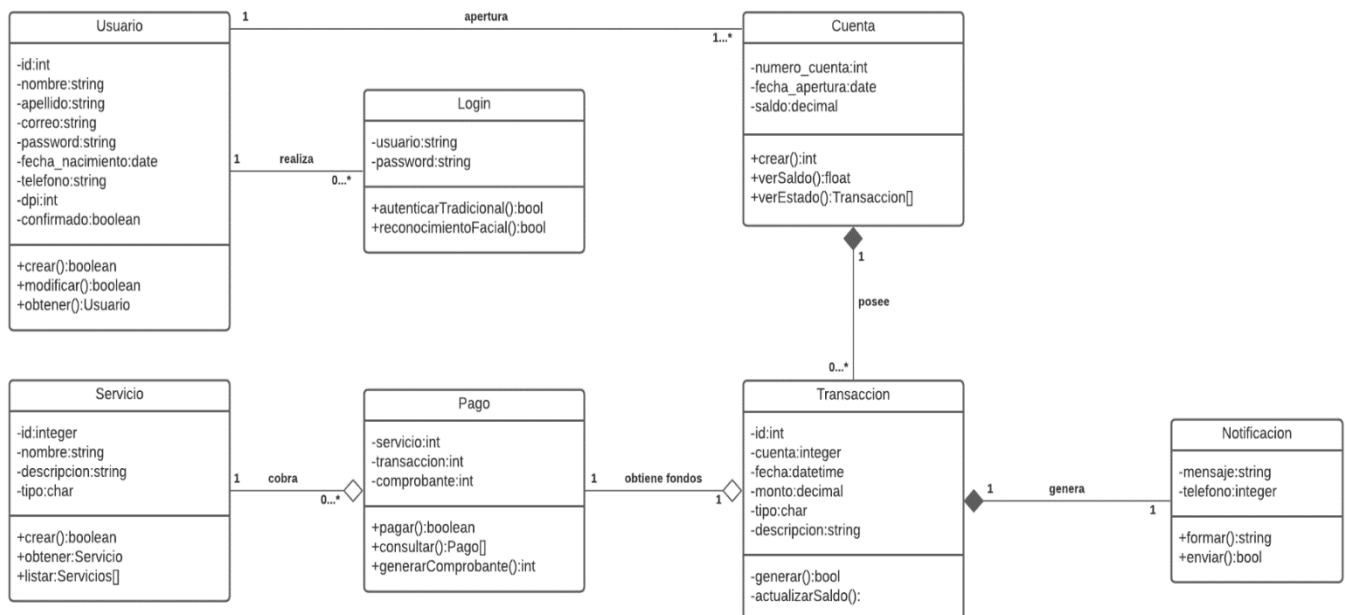 Usuario
-id:int
-nombre:string
-apellido:string
-correo:string
-password:string
-fecha_nacimiento:date
-telefono:string
-dpi:int
-confirmado:boolean
+crear():boolean
+modificar():boolean
+obtener():Usuario
1
apertura
1...*
1
realiza
0...*
Login
-usuario:string
-password:string
+autenticarTradicional():bool
+reconocimientoFacial():bool
Cuenta
-numero_cuenta:int
-fecha_apertura:date
-saldo:decimal
+crear():int
+verSaldo():float
+verEstado():Transaccion[]
1
posee
0...*
Servicio
-id:integer
-nombre:string
-descripcion:string
-tipo:char
+crear():boolean
+obtener:Servicio
+listar:Servicios[]
1
cobra
0...*
Pago
-servicio:int
-transaccion:int
-comprobante:int
+pagar():boolean
+consultar():Pago[]
+generarComprobante():int
1
obtiene fondos
1
Transaccion
-id:int
-cuenta:integer
-fecha:datetime
-monto:decimal
-tipo:char
-descripcion:string
-generar():bool
-actualizarSaldo():
1
genera
1
Notificacion
-mensaje:string
-telefono:integer
+formar():string
+enviar():bool